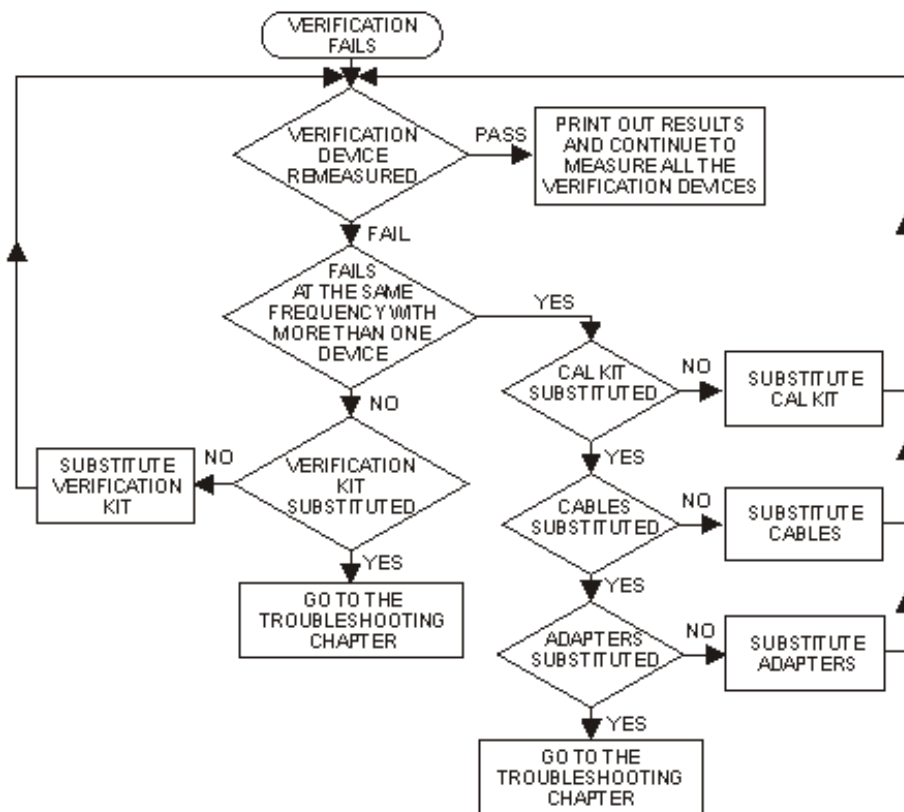 VERIFICATION
FAILS
VERIFICATION
DEVICE
REMEASURED
PASS
PRINT OUT RESULTS
AND CONTINUE TO
MEASURE ALL THE
VERIFICATION DEVICES
FAIL
FAILS
AT THE SAME
FREQUENCY WITH
MORE THAN ONE
DEVICE
YES
CAL KIT
SUBSTITUTED
NO
SUBSTITUTE
CAL KIT
NO
VERIFICATION
KIT
SUBSTITUTED
NO
SUBSTITUTE
VERIFICATION
KIT
YES
GO TO THE
TROUBLESHOOTING
CHAPTER
YES
CABLES
SUBSTITUTED
NO
SUBSTITUTE
CABLES
YES
ADAPTERS
SUBSTITUTED
NO
SUBSTITUTE
ADAPTERS
YES
GO TO THE
TROUBLESHOOTING
CHAPTER